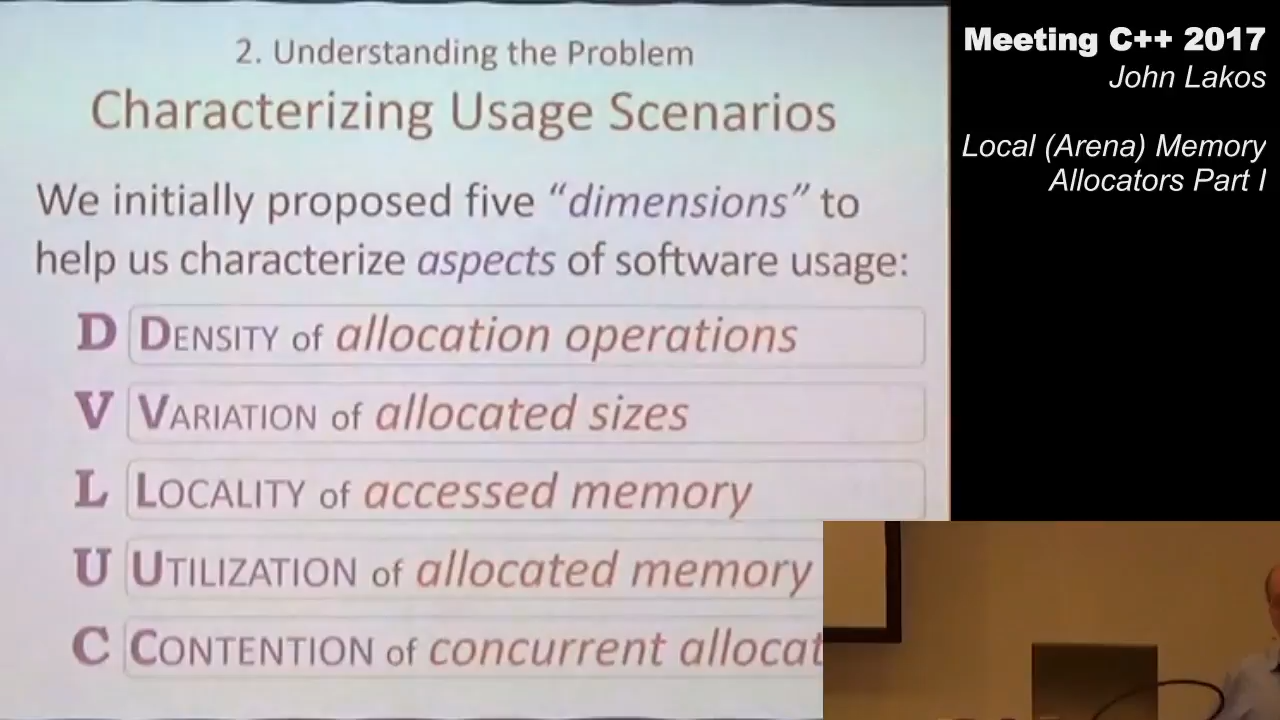 2. Understanding the Problem
Characterizing Usage Scenarios
We initially proposed five “dimensions” to
help us characterize aspects of software usage:
D DENSITY of allocation operations
V VARIATION of allocated sizes
L LOCALITY of accessed memory
U UTILIZATION of allocated memory
C CONTENTION of concurrent allocat
Meeting C++ 2017
John Lakos
Local (Arena) Memory
Allocators Part I